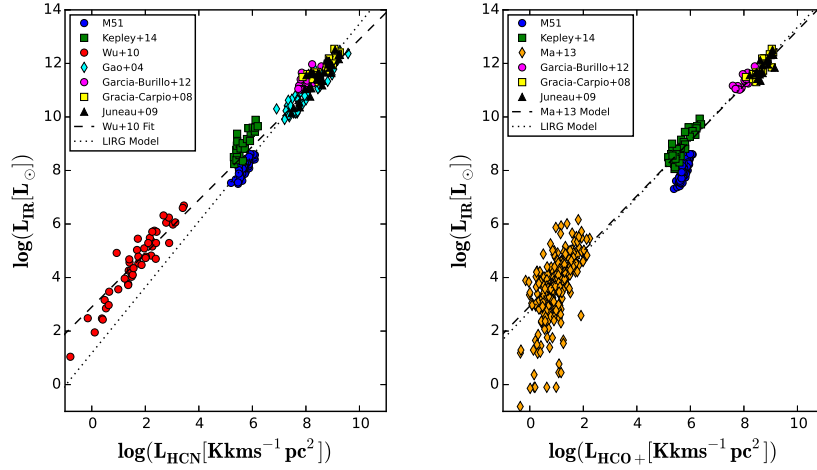 14
12
10
8
6
4
2
0
log(L_IR[L_⊙])
M51
Kepley+14
Wu+10
Gao+04
Garcia-Burillo+12
Gracia-Carpio+08
Juneau+09
Wu+10 Fit
LIRG Model
0 2 4 6 8 10
log(L_HCN[Kkms⁻¹ pc²])
14
12
10
8
6
4
2
0
log(L_IR[L_⊙])
M51
Kepley+14
Ma+13
Garcia-Burillo+12
Gracia-Carpio+08
Juneau+09
Ma+13 Model
LIRG Model
0 2 4 6 8 10
log(L_HCO+[Kkms⁻¹ pc²])